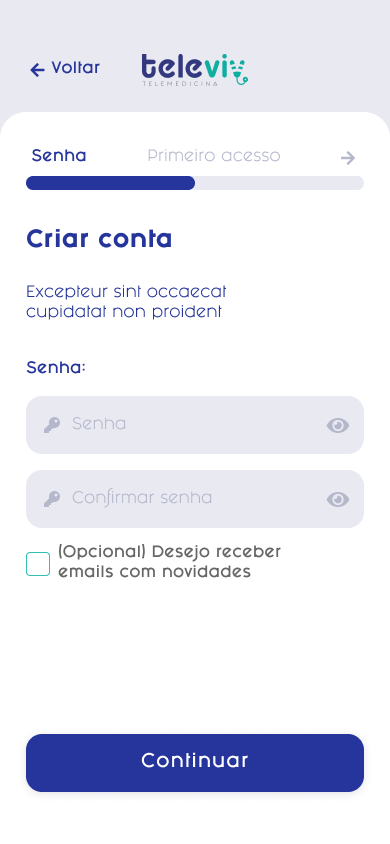 Voltar
televiv
TELEMEDICINA
Senha
Primeiro acesso
Criar conta
Excepteur sint occaecat
cupidatat non proident
Senha:
Senha
Confirmar senha
(Opcional) Desejo receber
emails com novidades
Continuar